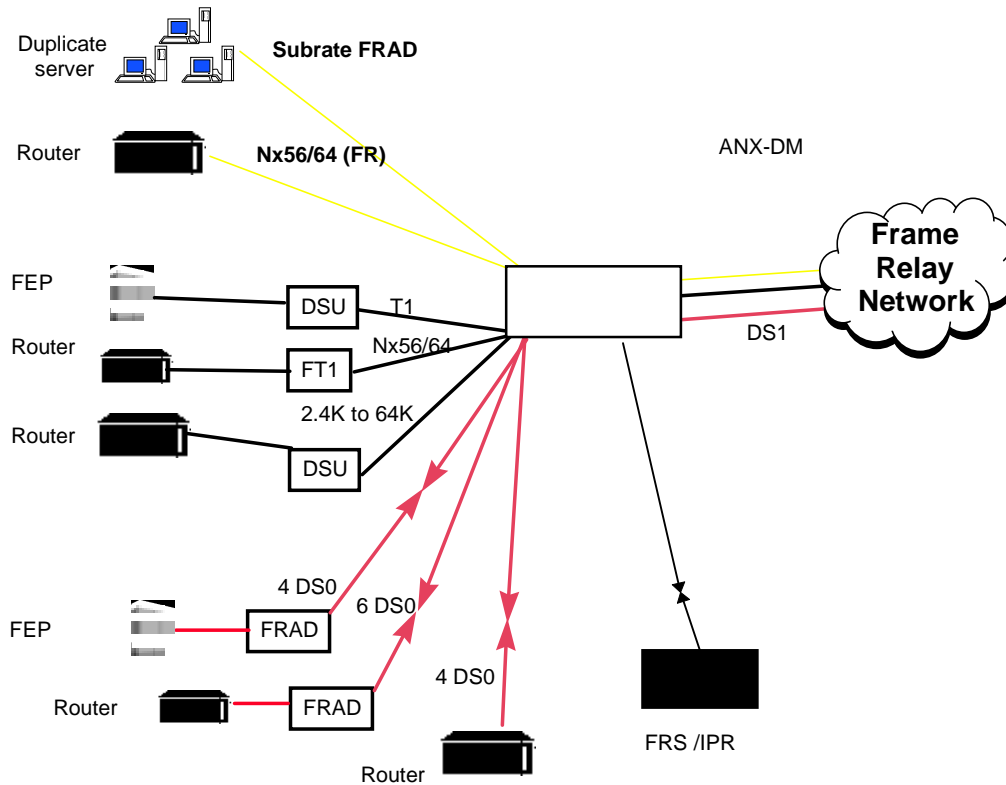 Duplicate
server
Subrate FRAD
Router
Nx56/64 (FR)
ANX-DM
Frame
Relay
Network
FEP
DSU
T1
DS1
Router
FT1
Nx56/64
Router
2.4K to 64K
DSU
4 DS0
6 DS0
FEP
FRAD
4 DS0
Router
FRAD
FRS /IPR
Router